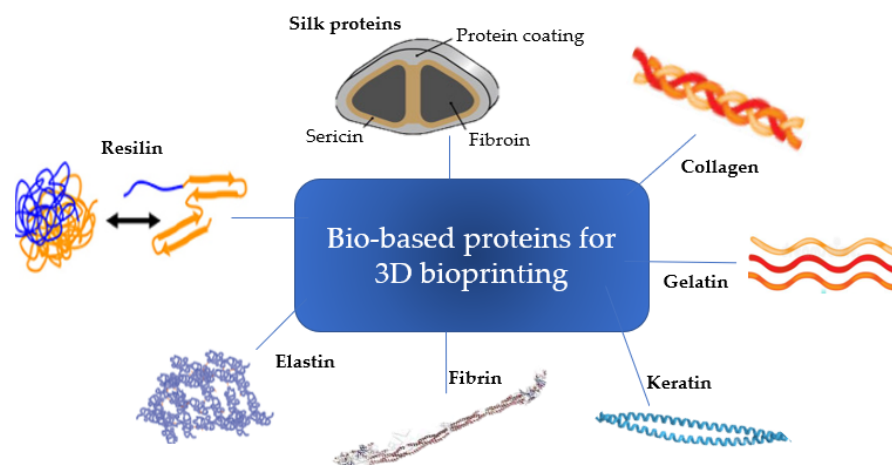 Silk proteins
Protein coating
Sericin
Fibroin
Resilin
Collagen
Bio-based proteins for
3D bioprinting
Gelatin
Elastin
Fibrin
Keratin